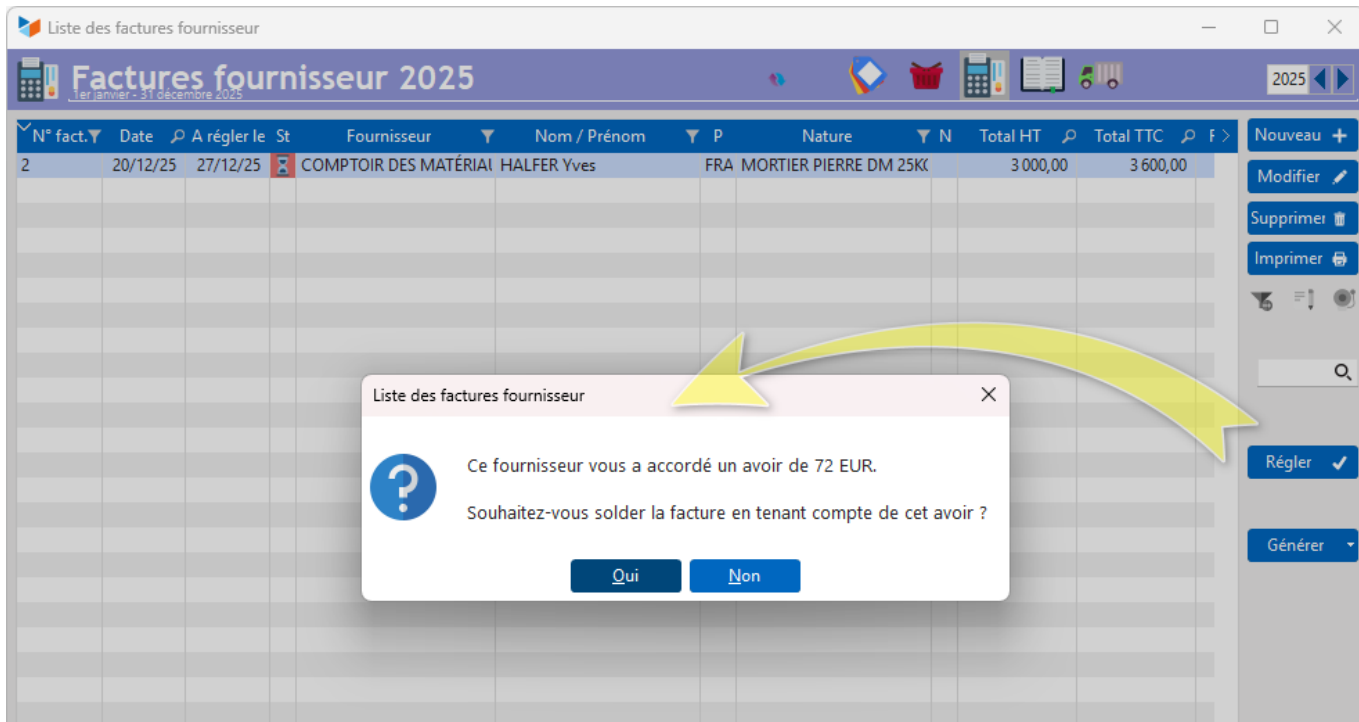 Liste des factures fournisseur
Factures fournisseur 2025
1er janvier - 31 décembre 2025
2025
N° fact. Date A régler le St Fournisseur Nom / Prénom P Nature N Total HT Total TTC F
2 20/12/25 27/12/25 COMPTOIR DES MATÉRIAU HALFER Yves FRA MORTIER PIERRE DM 25KG 3 000,00 3 600,00
Nouveau
Modifier
Supprimer
Imprimer
Régler
Générer
Liste des factures fournisseur
Ce fournisseur vous a accordé un avoir de 72 EUR.
Souhaitez-vous solder la facture en tenant compte de cet avoir ?
Oui Non